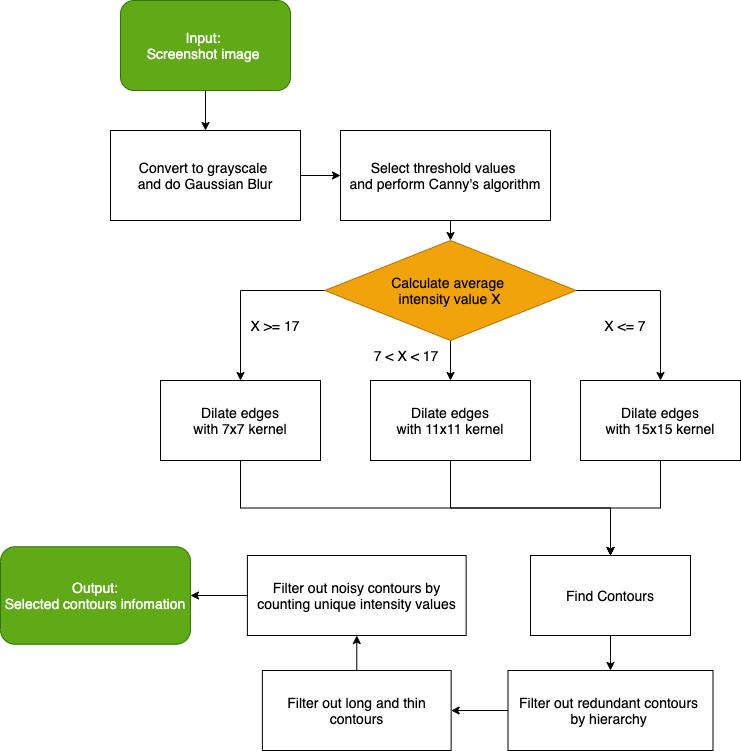 Input:
Screenshot image
Convert to grayscale
and do Gaussian Blur
Select threshold values
and perform Canny's algorithm
Calculate average
intensity value X
X >= 17
7 < X < 17
X <= 7
Dilate edges
with 7x7 kernel
Dilate edges
with 11x11 kernel
Dilate edges
with 15x15 kernel
Find Contours
Filter out redundant contours
by hierarchy
Filter out long and thin
contours
Filter out noisy contours by
counting unique intensity values
Output:
Selected contours infomation